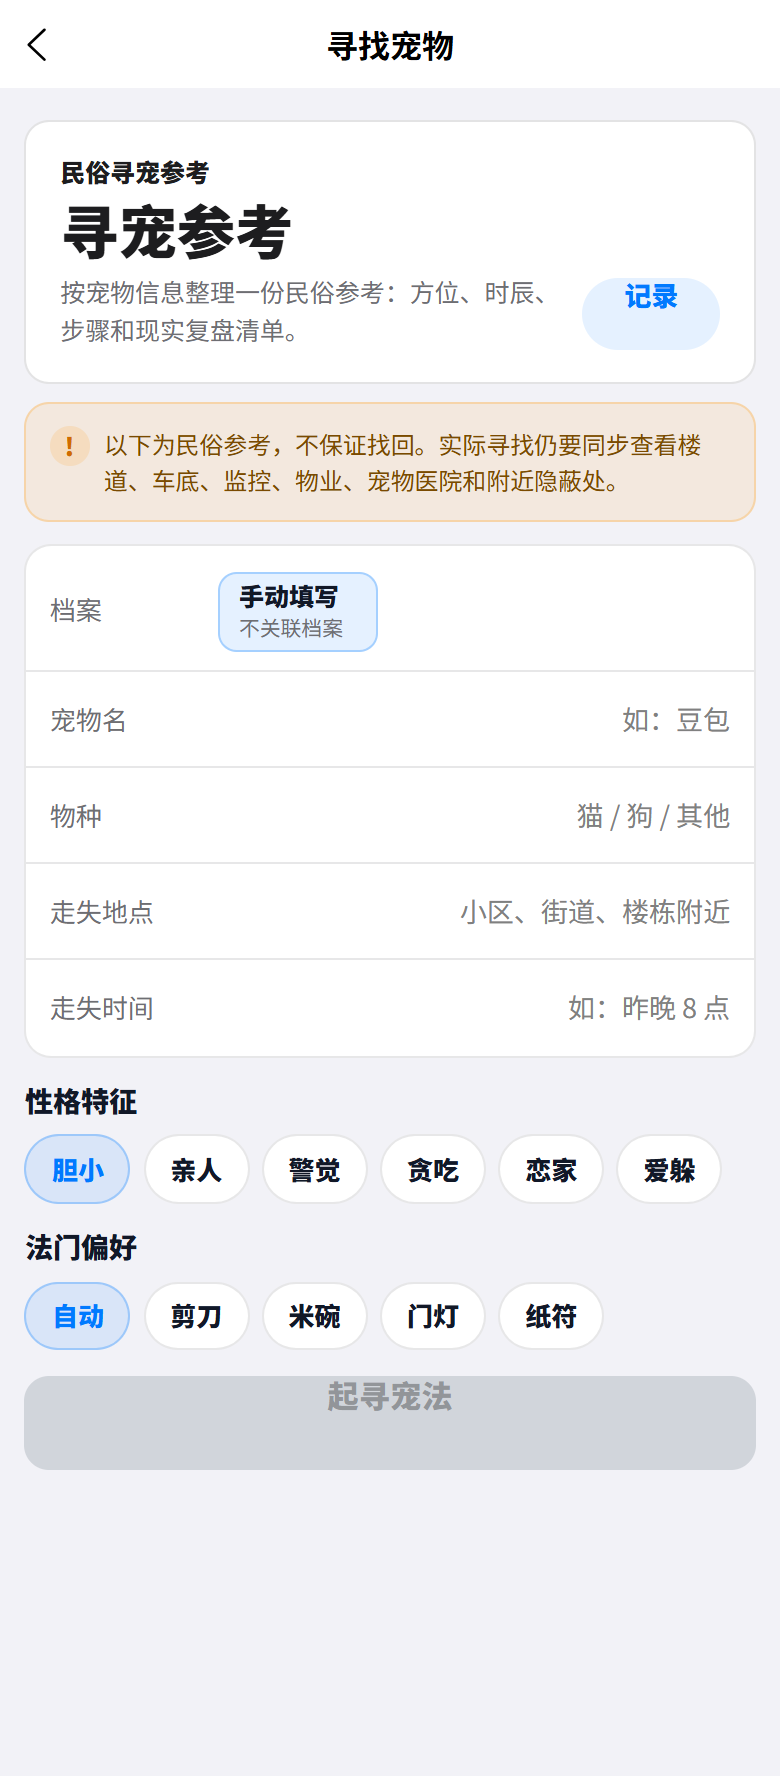 寻找宠物
民俗寻宠参考
寻宠参考
按宠物信息整理一份民俗参考：方位、时辰、
步骤和现实复盘清单。
记录
!
以下为民俗参考，不保证找回。实际寻找仍要同步查看楼
道、车底、监控、物业、宠物医院和附近隐蔽处。
档案
手动填写
不关联档案
宠物名
如：豆包
物种
猫 / 狗 / 其他
走失地点
小区、街道、楼栋附近
走失时间
如：昨晚 8 点
性格特征
胆小 亲人 警觉 贪吃 恋家 爱躲
法门偏好
自动 剪刀 米碗 门灯 纸符
起寻宠法